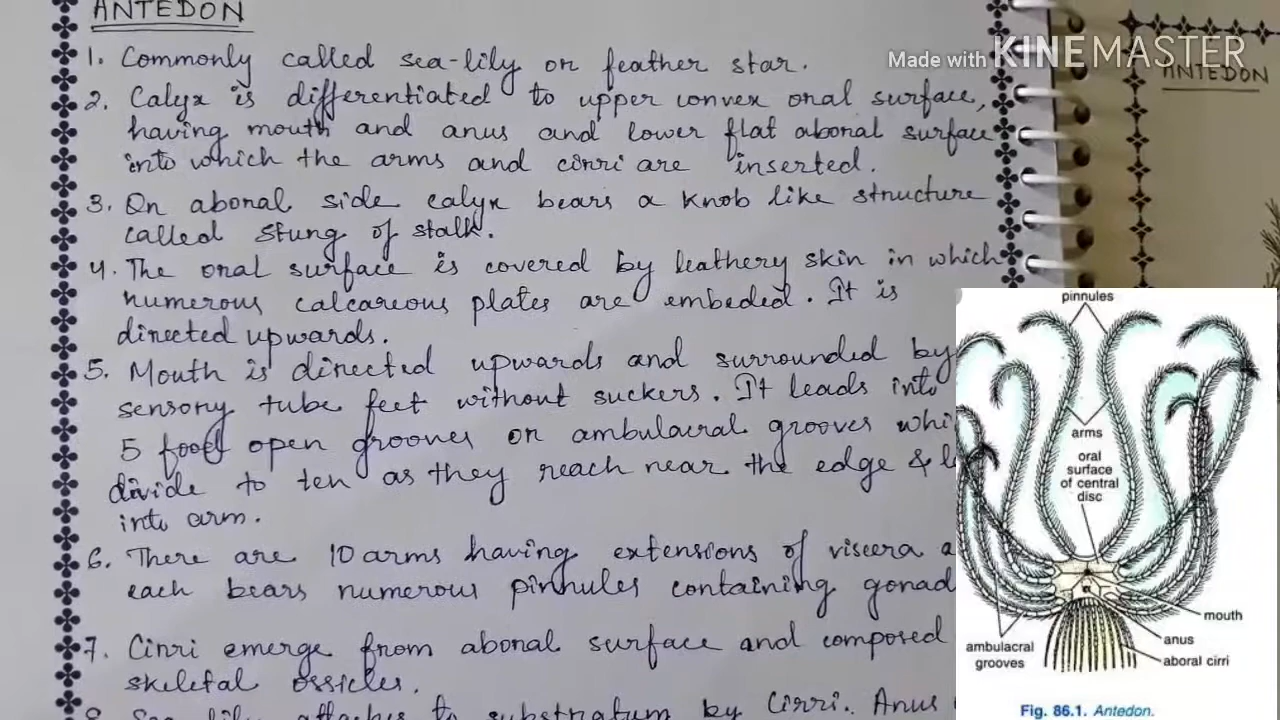 ANTEDON
1. Commonly called sea-lily or feather star.
2. Calyx is differentiated to upper convex oral surface,
having mouth and anus and lower flat aboral surface
into which the arms and cirri are inserted.
3. On aboral side calyx bears a knob like structure
called stung of stalk.
4. The oral surface is covered by leathery skin in which
numerous calcareous plates are embeded. It is
directed upwards.
5. Mouth is directed upwards and surrounded by
sensory tube feet without suckers. It leads into
5 food open grooves or ambulacral grooves whi
divide to ten as they reach near the edge &
into arm.
6. There are 10 arms having extensions of viscera a
each bears numerous pinnules containing gonad
7. Cirri emerge from aboral surface and composed
skeletal ossicles.
8. Sea lily attaches to substratum by Cirri. Anus
Made with KINEMASTER
ANTEDON
pinnules
arms
oral
surface
of central
disc
mouth
anus
aboral cirri
ambulacral
grooves
Fig. 86.1. Antedon.